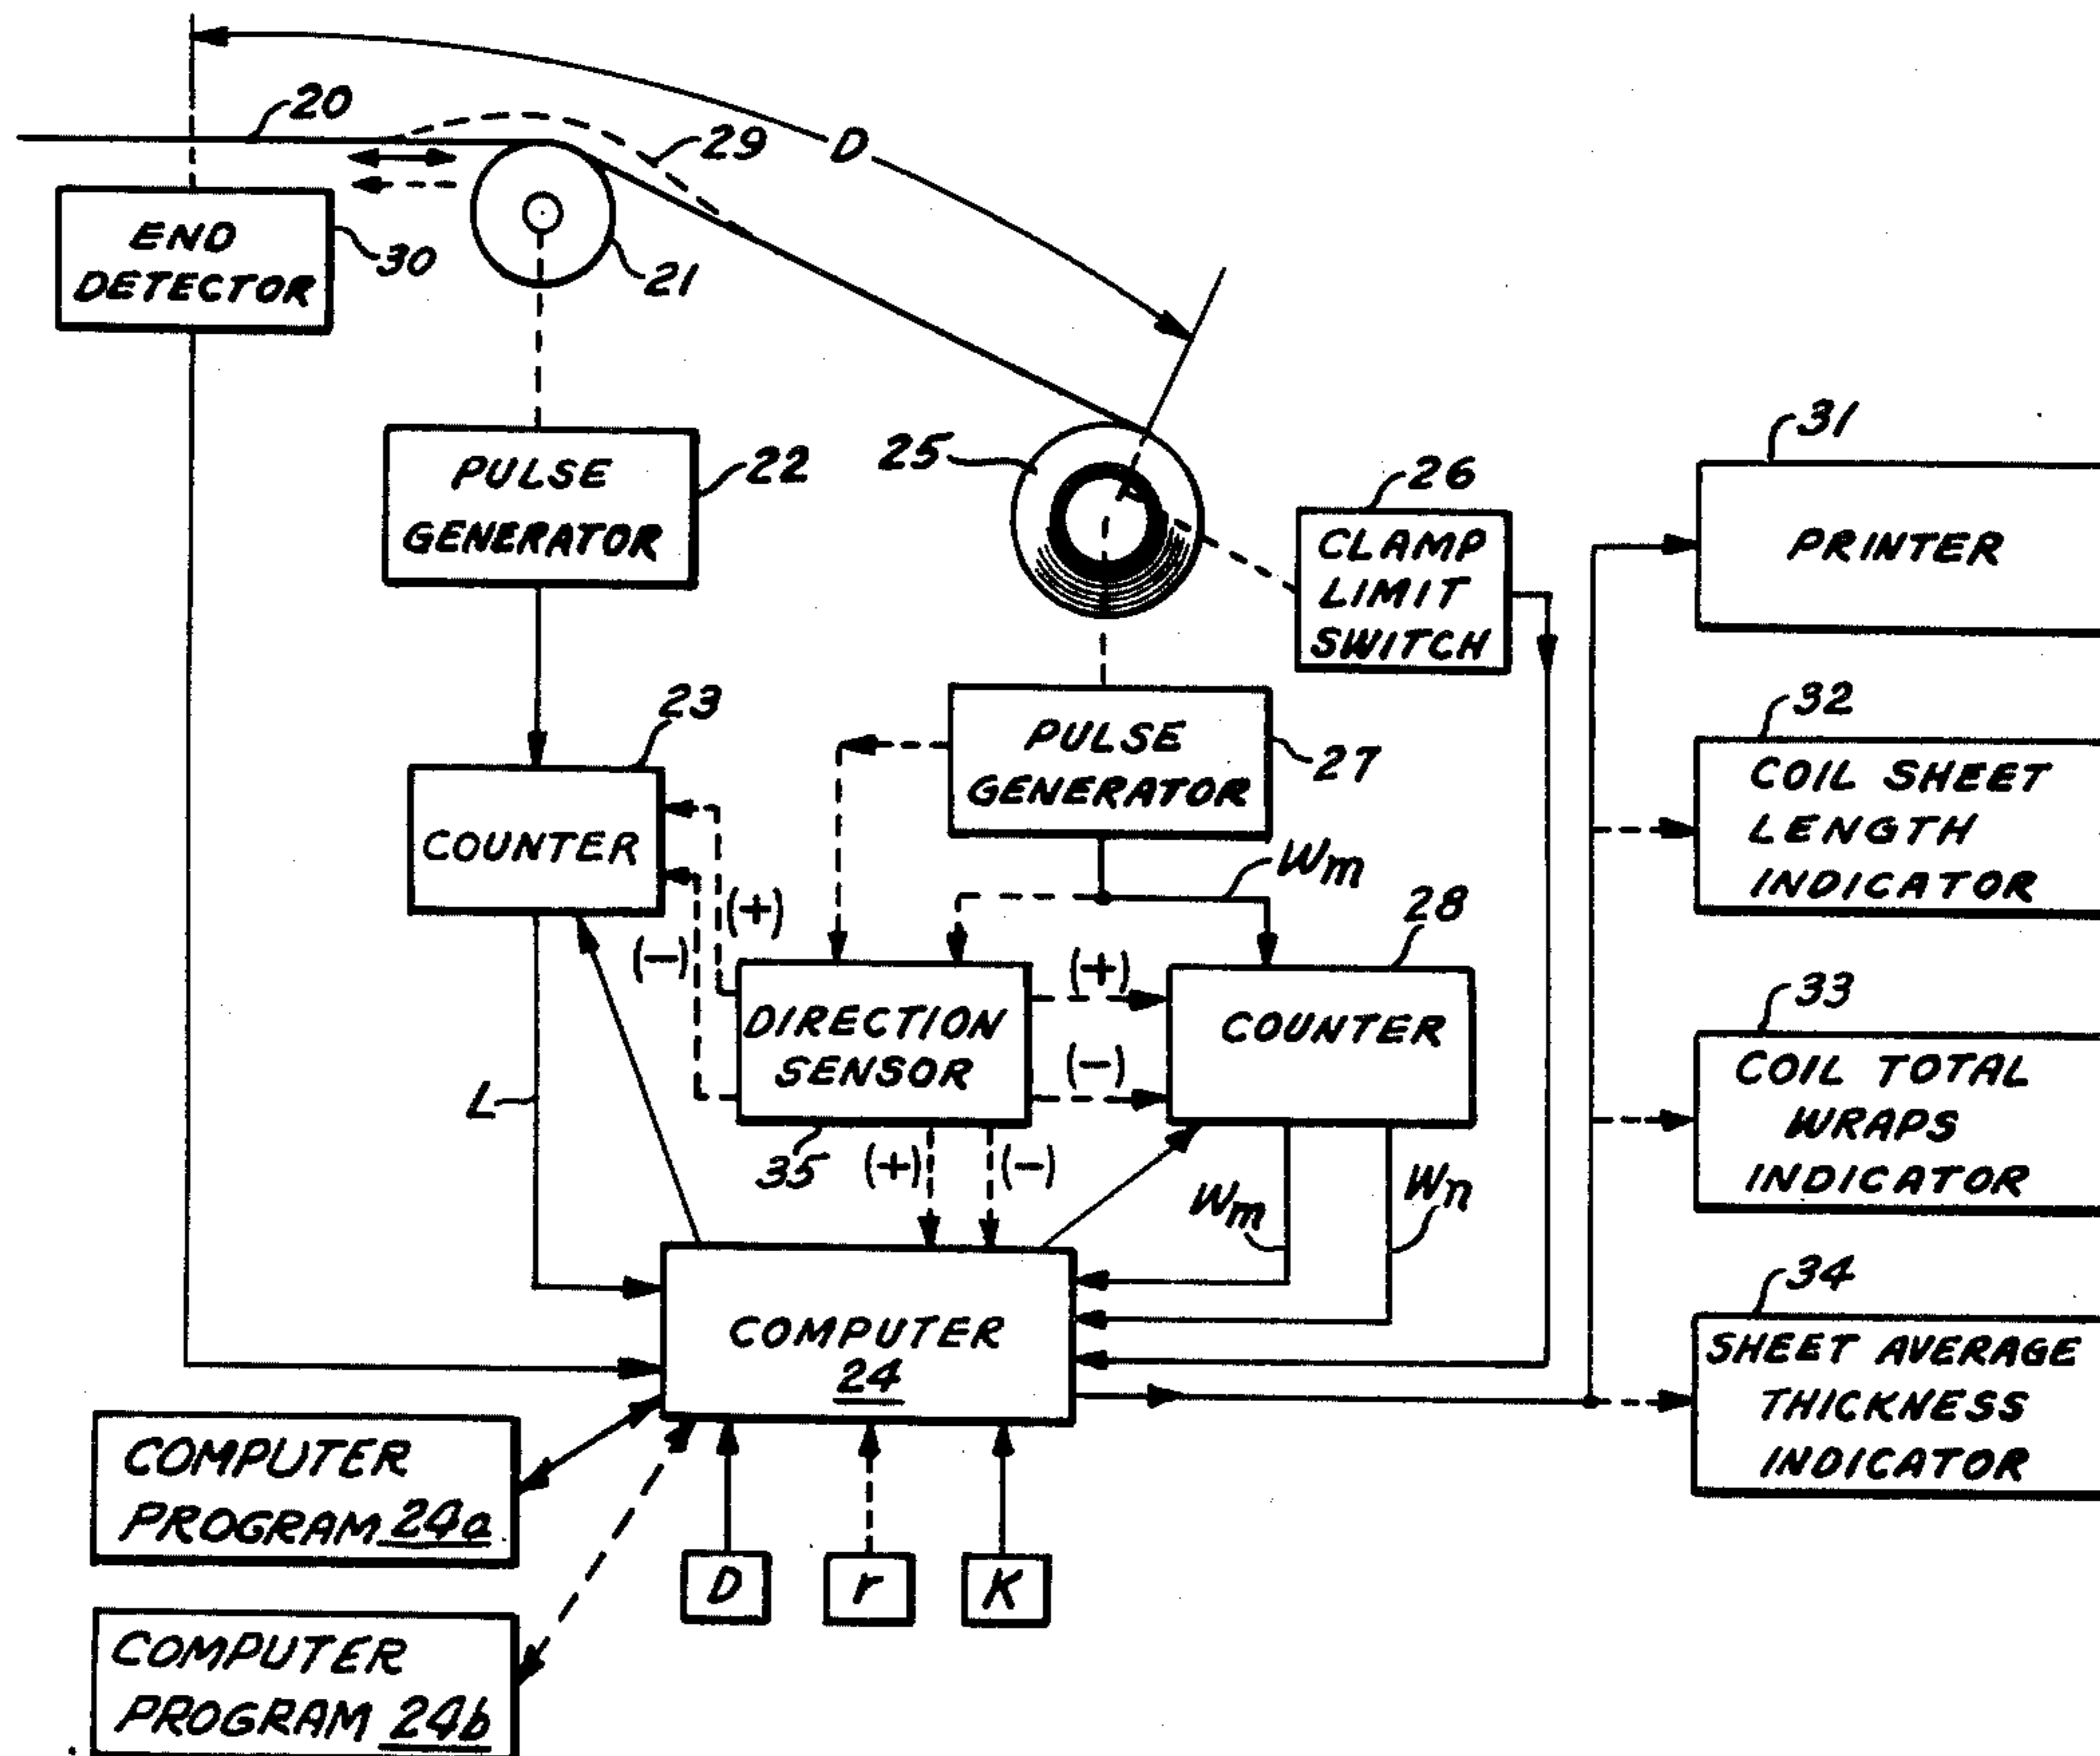 20
29
D
END
DETECTOR
30
21
PULSE
GENERATOR
22
25
26
CLAMP
LIMIT
SWITCH
31
PRINTER
23
COUNTER
PULSE
GENERATOR
27
32
COIL SHEET
LENGTH
INDICATOR
Wm
28
(+)
(-)
(+)
(-)
DIRECTION
SENSOR
35
COUNTER
33
COIL TOTAL
WRAPS
INDICATOR
L
(+)
(-)
Wm
Wn
COMPUTER
24
34
SHEET AVERAGE
THICKNESS
INDICATOR
COMPUTER
PROGRAM 24a
D
r
K
COMPUTER
PROGRAM 24b